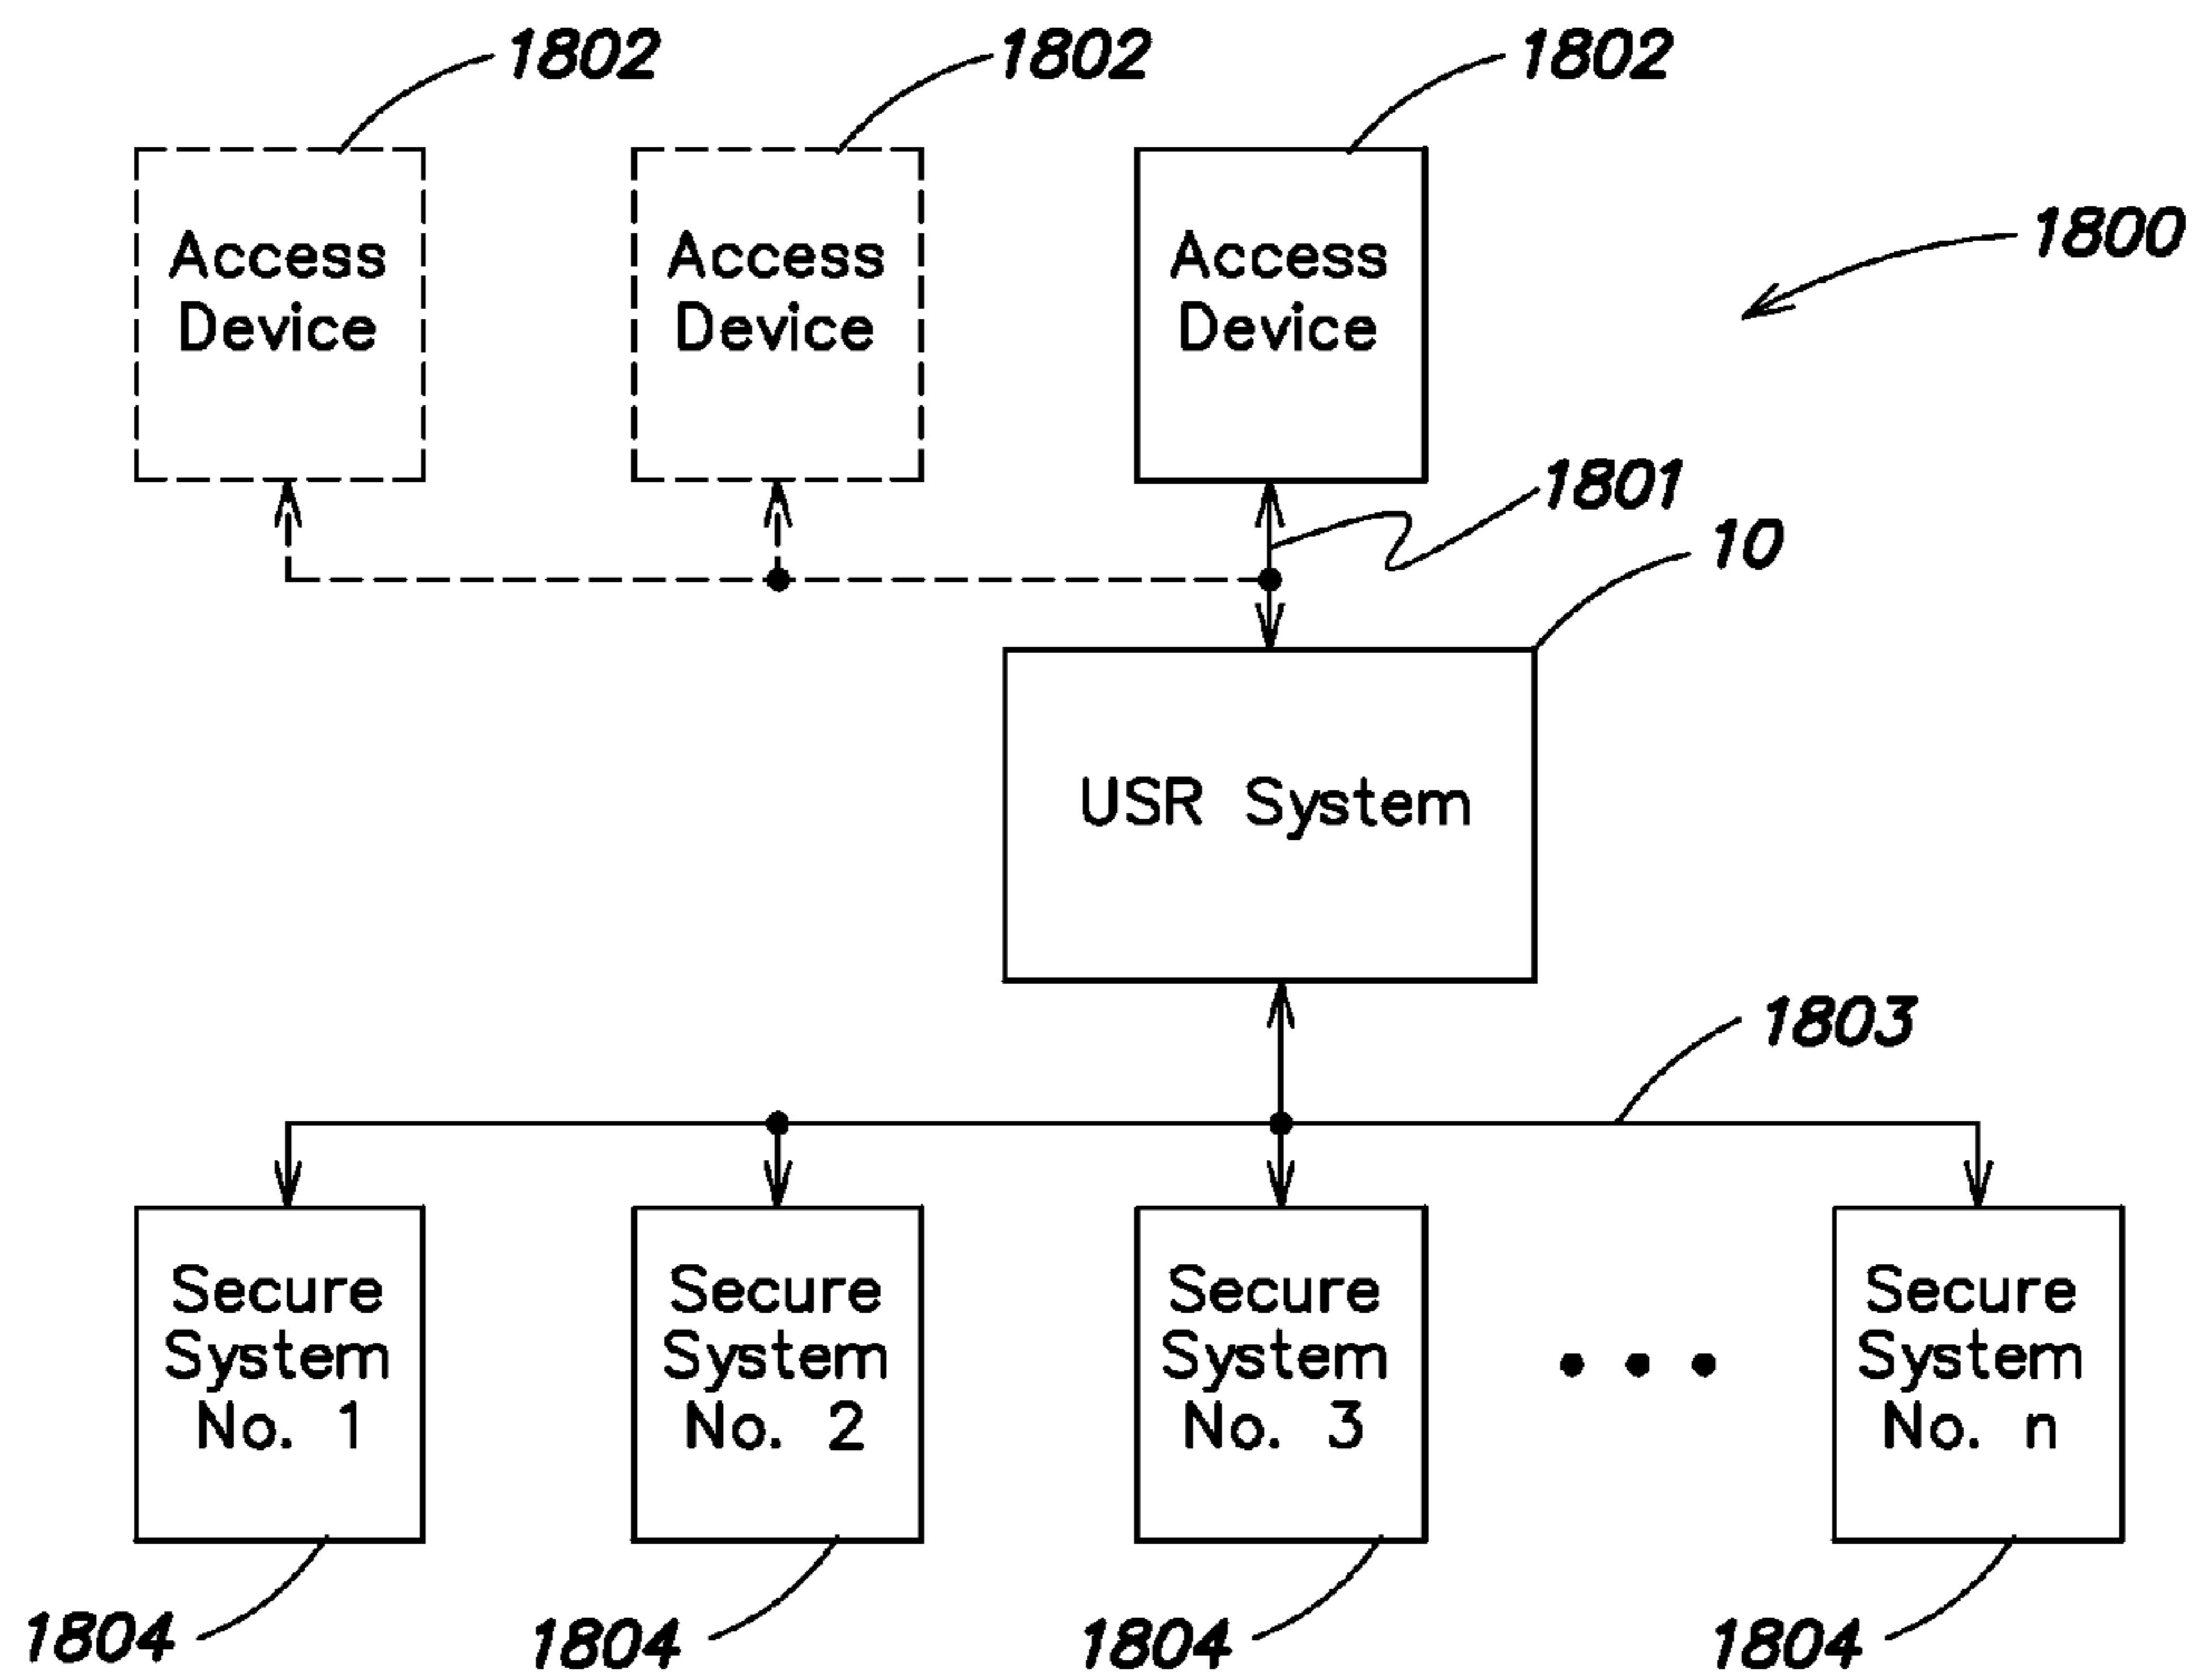 1802
1802
1802
Access
Device
Access
Device
Access
Device
1800
1801
10
USR System
1803
Secure
System
No. 1
Secure
System
No. 2
Secure
System
No. 3
Secure
System
No. n
1804
1804
1804
1804